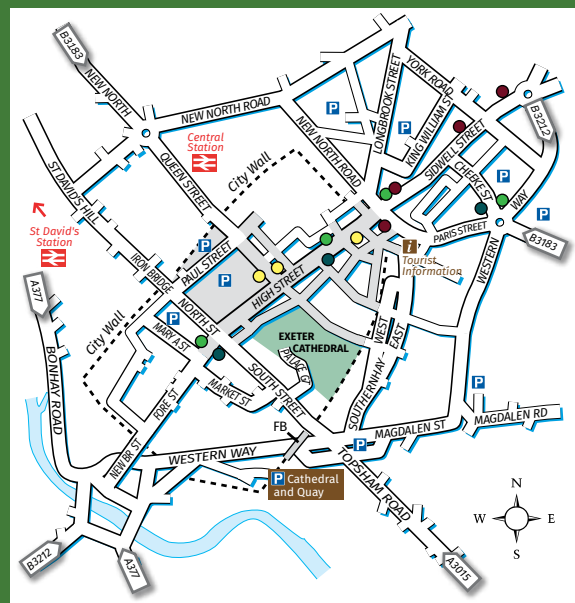 B3183
NEW NORTH
NEW NORTH ROAD
P
LONGBROOK STREET
YORK ROAD
KING WILLIAM ST
P
B3212
Central
Station
QUEEN STREET
City Wall
NEW NORTH ROAD
SIDWELL STREET
CHEEKE ST
P
WAY
P
ST DAVID'S HILL
St David's
Station
IRON BRIDGE
P
PAUL STREET
P
HIGH STREET
PARIS STREET
i
Tourist
Information
WESTERN
B3183
A377
BONHAY ROAD
City Wall
P
NORTH ST
MARY A ST
EXETER
CATHEDRAL
PALACE G
WEST
EAST
SOUTHERNHAY
FORE ST
MARKET ST
SOUTH STREET
P
MAGDALEN RD
MAGDALEN ST
NEW BR ST
WESTERN WAY
FB
P
P Cathedral
and Quay
TOPSHAM ROAD
B3212
A377
A3015
N
W
E
S